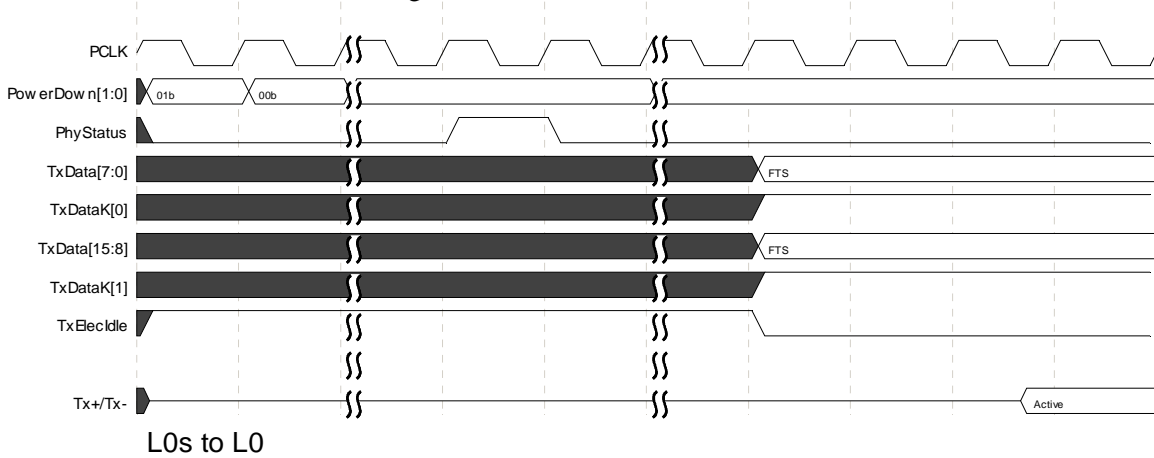 PCLK
PowerDown[1:0] 01b 00b
PhyStatus
TxData[7:0] FTS
TxDataK[0]
TxData[15:8] FTS
TxDataK[1]
TxElecIdle
Tx+/Tx- Active
L0s to L0